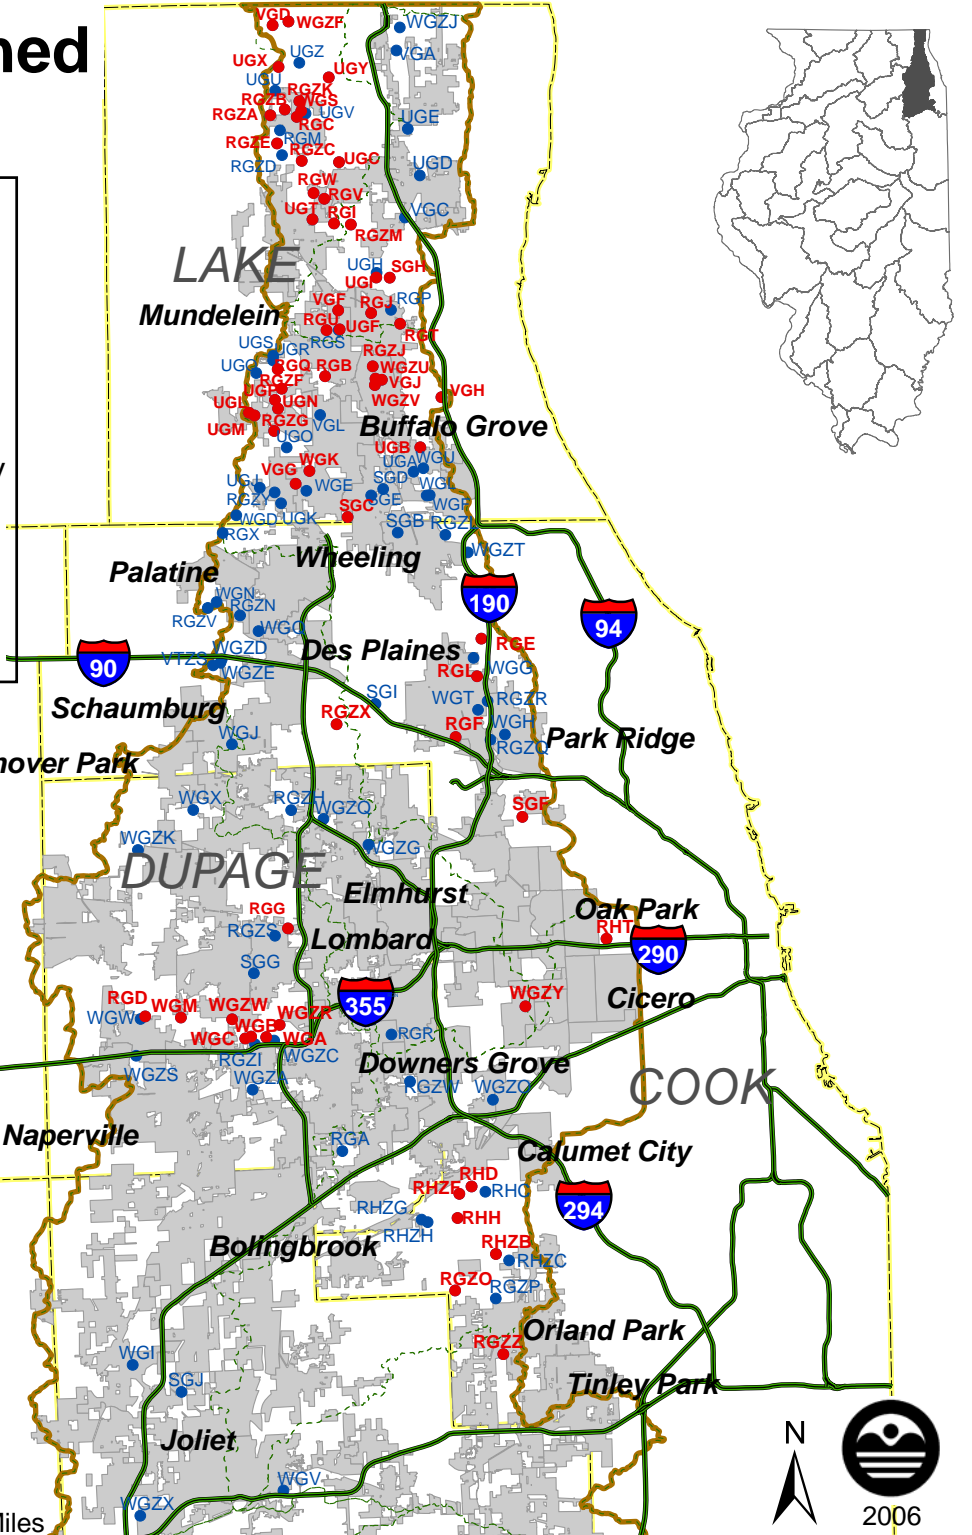 ned
VGD
WGZF
WGZJ
VGA
UGZ
UGX
UGY
UGU
RGZK
RGZB
WGS
UGV
RGZA
RGC
UGE
RGM
RGZE
RGZC
UGC
RGZD
UGD
RGW
RGV
UGT
RGI
VGC
RGZM
LAKE
UGH
SGH
UGI
VGF
RGJ
RGP
Mundelein
RGU
UGF
RGT
UGS
RGS
UGR
RGZJ
UGQ
RGQ
RGB
WGZU
RGZF
VGJ
VGH
UGP
WGZV
UGL
UGN
RGZG
VGL
UGM
Buffalo Grove
UGO
UGB
WGK
UGA
WGU
VGG
SGD
UGJ
WGE
WGL
RGZY
SGE
WGF
SGC
WGD
UGK
SGB
RGZL
RGX
WGZT
Wheeling
Palatine
190
WGN
RGZN
94
RGZV
WGO
RGE
WGZD
Des Plaines
VTZS
90
WGG
WGZE
RGL
SGI
WGT
RGZR
Schaumburg
RGZX
RGF
WGH
WGJ
Park Ridge
RGZQ
nover Park
WGX
RGZH
SGF
WGZQ
WGZK
WGZG
DUPAGE
Elmhurst
RGG
Oak Park
RHT
RGZS
Lombard
290
SGG
WGZY
RGD
WGM
WGZW
355
Cicero
WGW
WGZR
WGB
WGC
WGA
RGR
RGZI
WGZC
Downers Grove
WGZS
WGZA
RGZW
WGZO
COOK
Naperville
RGA
Calumet City
RHD
RHZF
RHC
294
RHZG
RHH
RHZH
Bolingbrook
RHZB
RHZC
RGZO
RGZP
Orland Park
RGZZ
WGI
SGJ
Tinley Park
Joliet
N
WGV
WGZX
2006
Miles